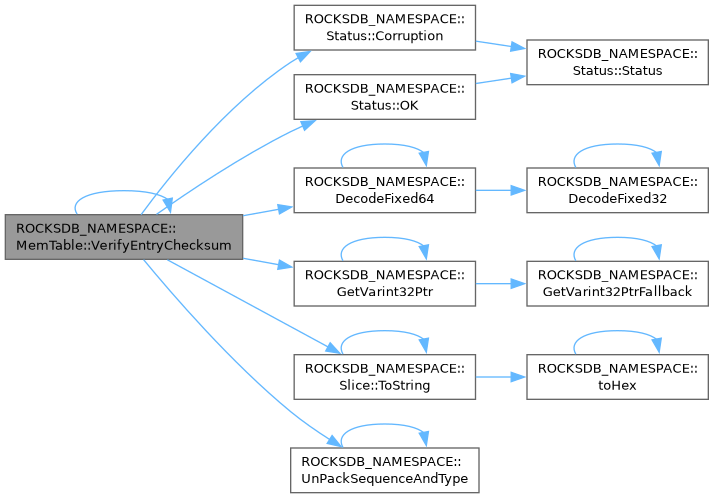 ROCKSDB_NAMESPACE::
MemTable::VerifyEntryChecksum
ROCKSDB_NAMESPACE::
Status::Corruption
ROCKSDB_NAMESPACE::
Status::OK
ROCKSDB_NAMESPACE::
Status::Status
ROCKSDB_NAMESPACE::
DecodeFixed64
ROCKSDB_NAMESPACE::
DecodeFixed32
ROCKSDB_NAMESPACE::
GetVarint32Ptr
ROCKSDB_NAMESPACE::
GetVarint32PtrFallback
ROCKSDB_NAMESPACE::
Slice::ToString
ROCKSDB_NAMESPACE::
toHex
ROCKSDB_NAMESPACE::
UnPackSequenceAndType